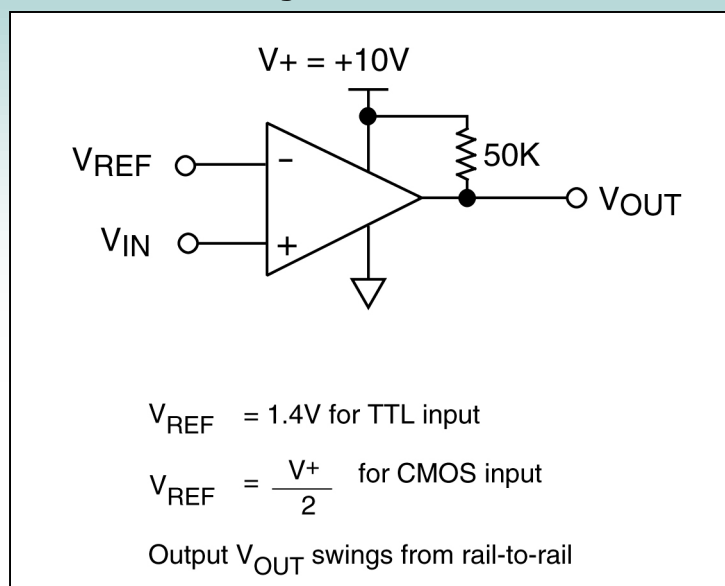 V+ = +10V
50K
VREF
−
VOUT
VIN
+
VREF = 1.4V for TTL input
VREF = V+ / 2 for CMOS input
Output VOUT swings from rail-to-rail